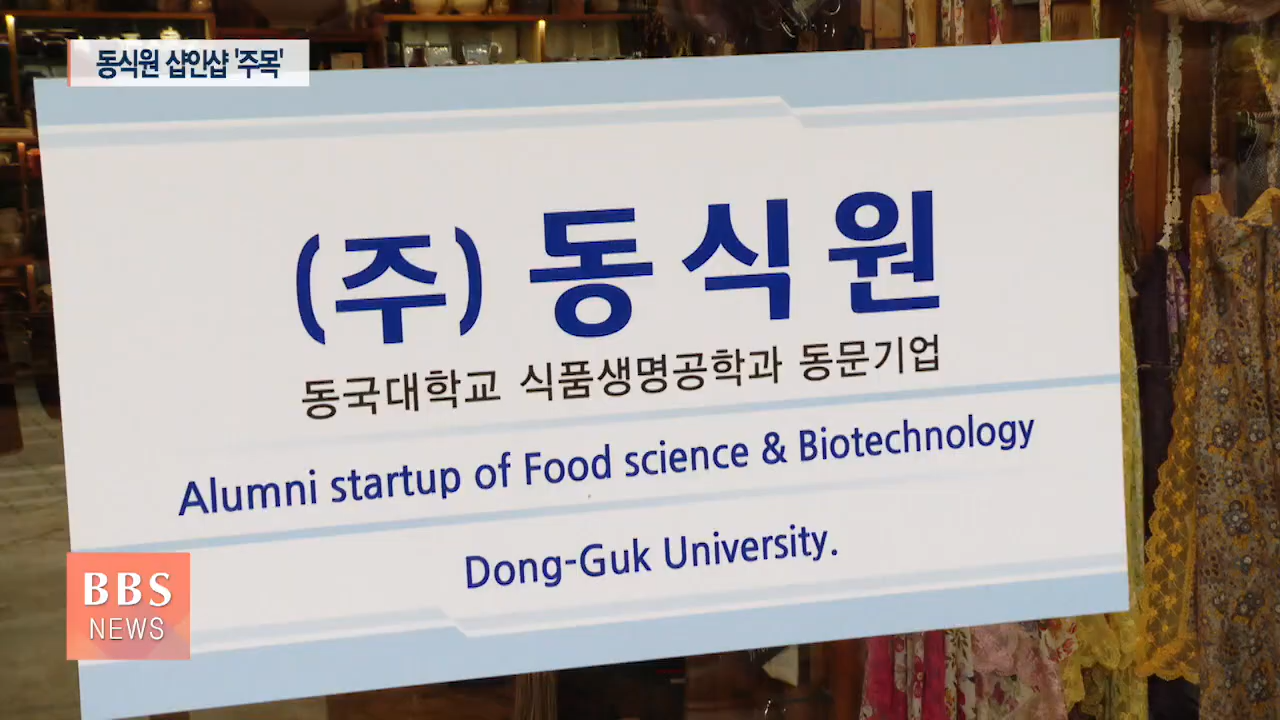 동식원 샵인샵 '주목'
(주) 동식원
동국대학교 식품생명공학과 동문기업
Alumni startup of Food science & Biotechnology
Dong-Guk University.
BBS
NEWS